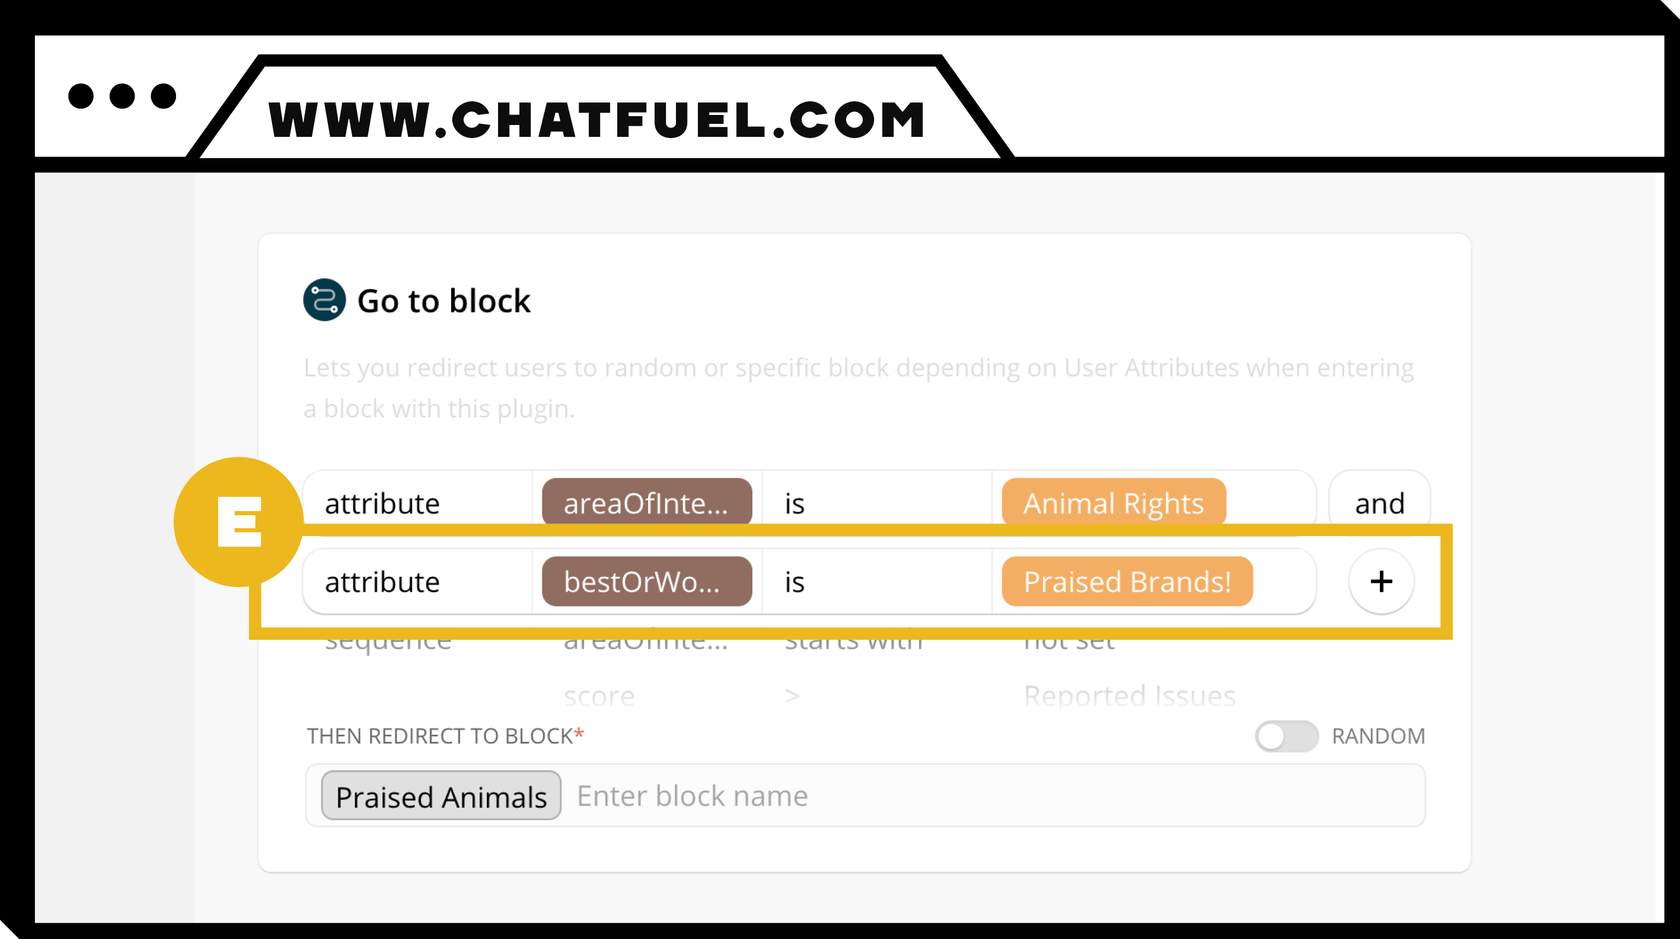 WWW.CHATFUEL.COM
Go to block
Lets you redirect users to random or specific block depending on User Attributes when entering
a block with this plugin.
E
attribute areaOfInte... is Animal Rights and
attribute bestOrWo... is Praised Brands! +
sequence areaOfInte... starts with not set
score > Reported Issues
THEN REDIRECT TO BLOCK* RANDOM
Praised Animals Enter block name